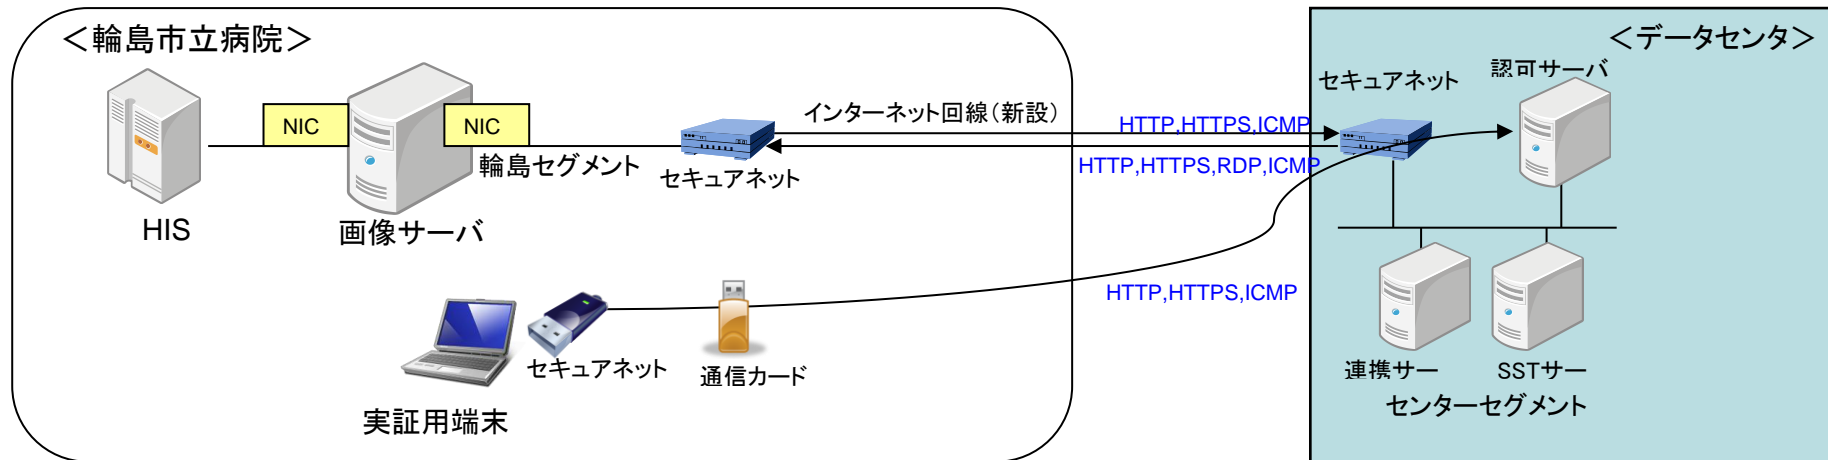 ＜輪島市立病院＞
＜データセンタ＞
セキュアネット
認可サーバ
インターネット回線（新設）
HTTP,HTTPS,ICMP
NIC
NIC
輪島セグメント
セキュアネット
HTTP,HTTPS,RDP,ICMP
HIS
画像サーバ
HTTP,HTTPS,ICMP
セキュアネット
通信カード
実証用端末
連携サー
SSTサー
センターセグメント